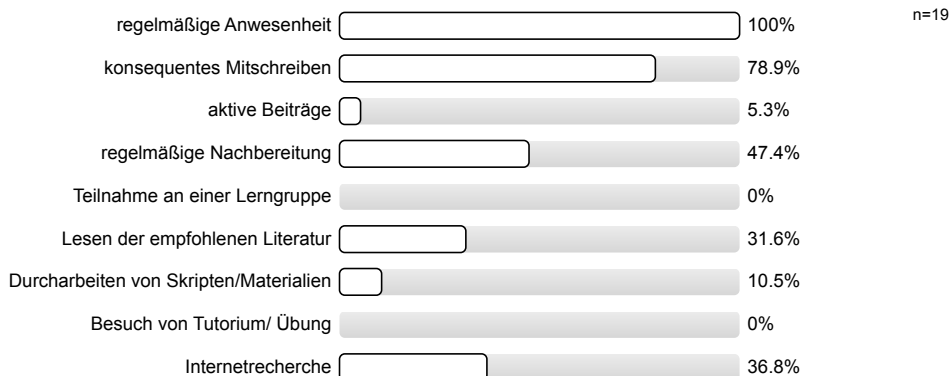 n=19
regelmäßige Anwesenheit 100%
konsequentes Mitschreiben 78.9%
aktive Beiträge 5.3%
regelmäßige Nachbereitung 47.4%
Teilnahme an einer Lerngruppe 0%
Lesen der empfohlenen Literatur 31.6%
Durcharbeiten von Skripten/Materialien 10.5%
Besuch von Tutorium/ Übung 0%
Internetrecherche 36.8%